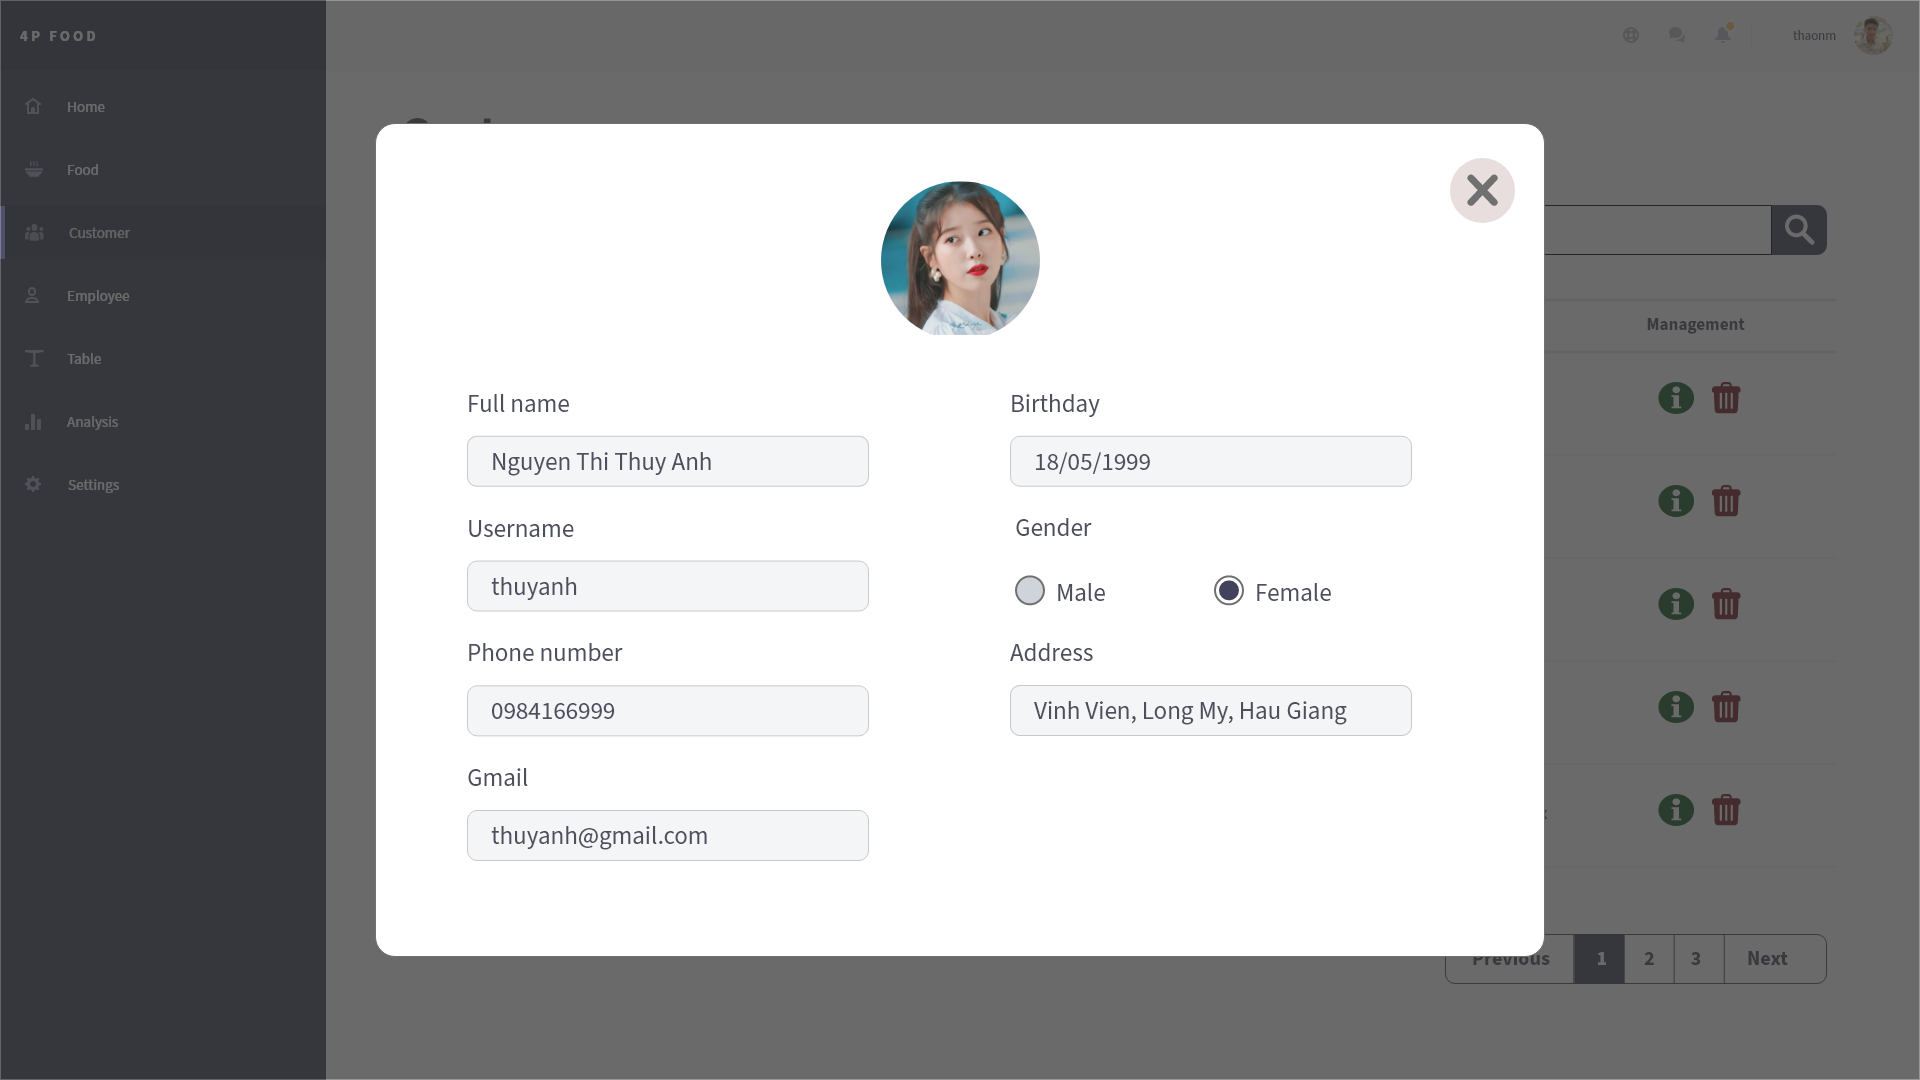 4P FOOD
thaonm
Home
Food
Customer
Employee
Table
Analysis
Settings
Management
Full name
Nguyen Thi Thuy Anh
Birthday
18/05/1999
Username
thuyanh
Gender
Male
Female
Phone number
0984166999
Address
Vinh Vien, Long My, Hau Giang
Gmail
thuyanh@gmail.com
Previous
1
2
3
Next